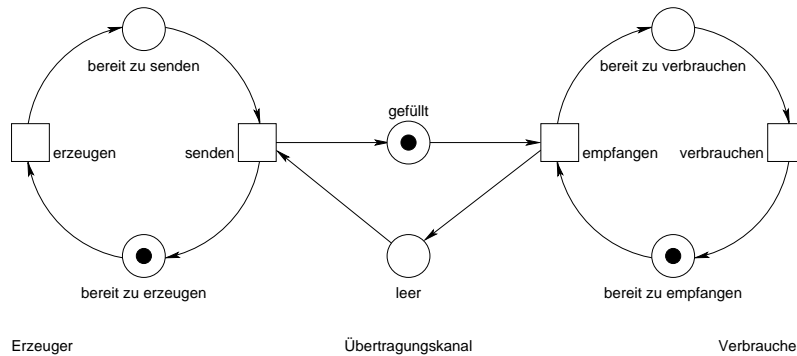 bereit zu senden
bereit zu verbrauchen
gefüllt
erzeugen
senden
empfangen
verbrauchen
bereit zu erzeugen
leer
bereit zu empfangen
Erzeuger
Übertragungskanal
Verbrauche